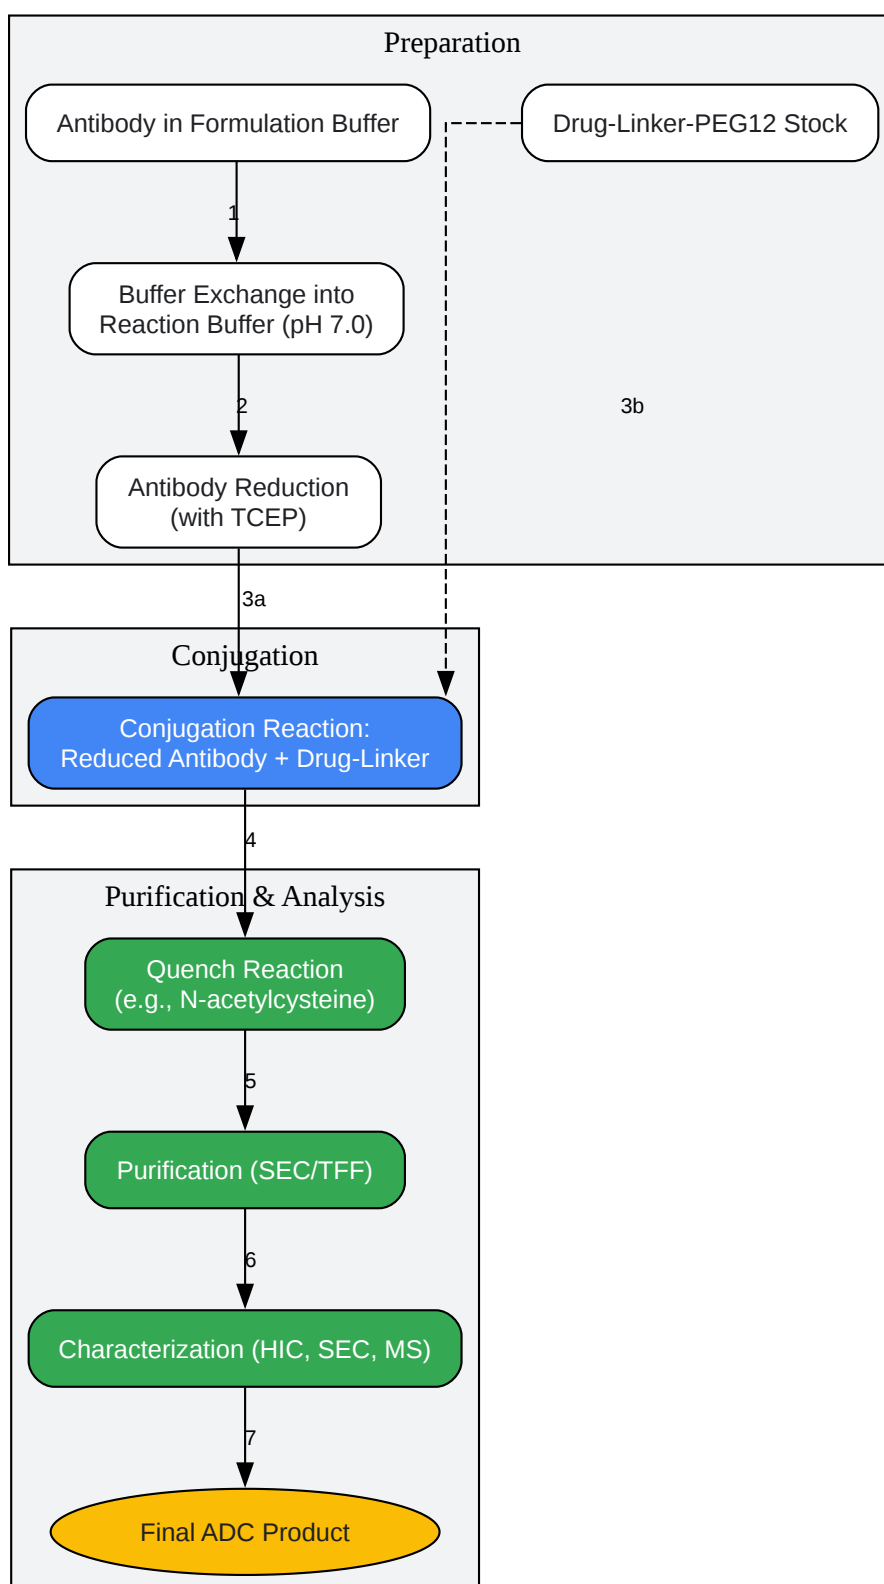 Preparation
Antibody in Formulation Buffer
Drug-Linker-PEG12 Stock
1
Buffer Exchange into
Reaction Buffer (pH 7.0)
2
3b
Antibody Reduction
(with TCEP)
3a
Conjugation
Conjugation Reaction:
Reduced Antibody + Drug-Linker
4
Purification & Analysis
Quench Reaction
(e.g., N-acetylcysteine)
5
Purification (SEC/TFF)
6
Characterization (HIC, SEC, MS)
7
Final ADC Product